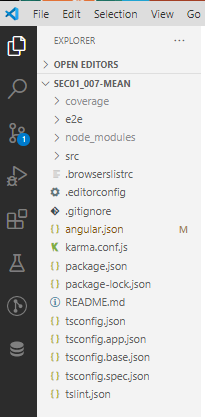 File Edit Selection View
EXPLORER ...
OPEN EDITORS
SEC01_007-MEAN
coverage
e2e
node_modules
src
.browserslistrc
.editorconfig
.gitignore
angular.json M
karma.conf.js
package.json
package-lock.json
README.md
tsconfig.json
tsconfig.app.json
tsconfig.base.json
tsconfig.spec.json
tslint.json
1